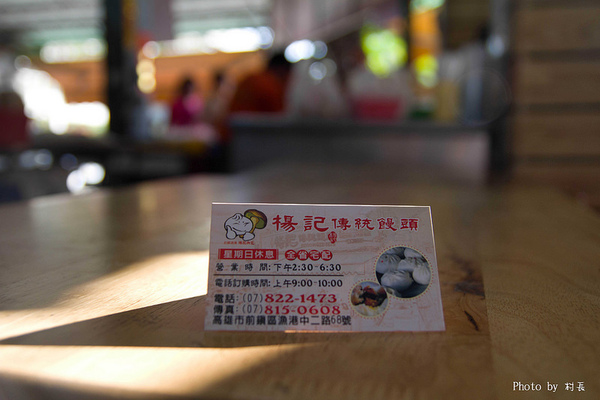 楊記傳統饅頭
星期日休息 全省宅配
營業時間:下午2:30-6:30
電話訂購時間:上午9:00-10:00
電話:(07)822-1473
傳真:(07)815-0608
高雄市前鎮區漁港中二路68號
Photo by 村長